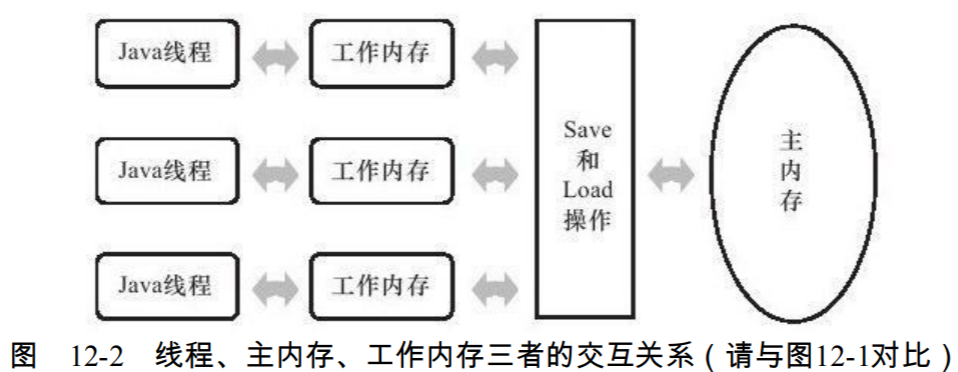 Java线程 工作内存
Java线程 工作内存
Java线程 工作内存
Save
和
Load
操作
主
内
存
图 12-2 线程、主内存、工作内存三者的交互关系（请与图12-1对比）